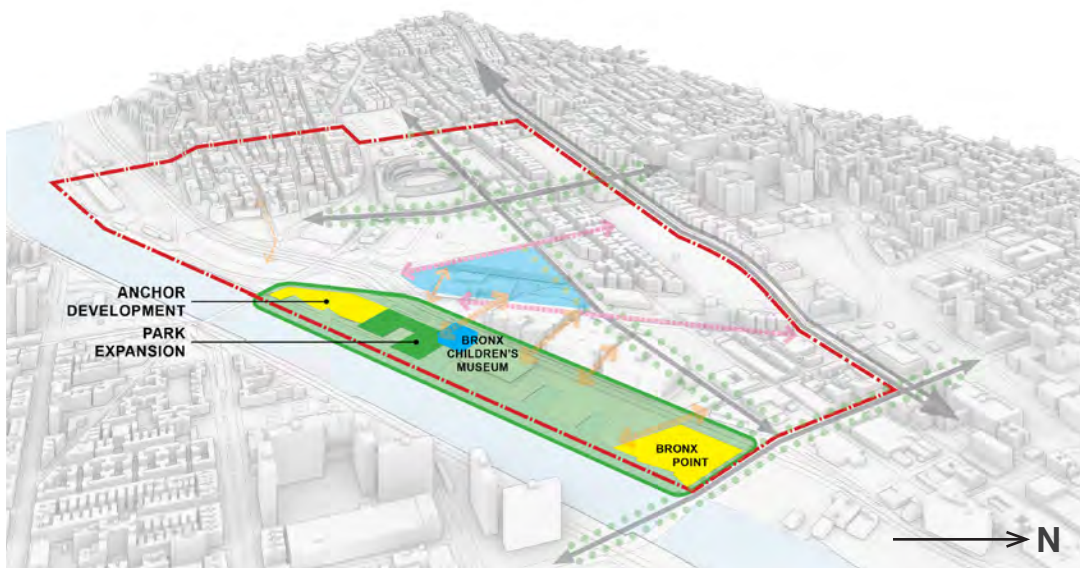 ANCHOR
DEVELOPMENT
PARK
EXPANSION
BRONX
CHILDREN'S
MUSEUM
BRONX
POINT
N